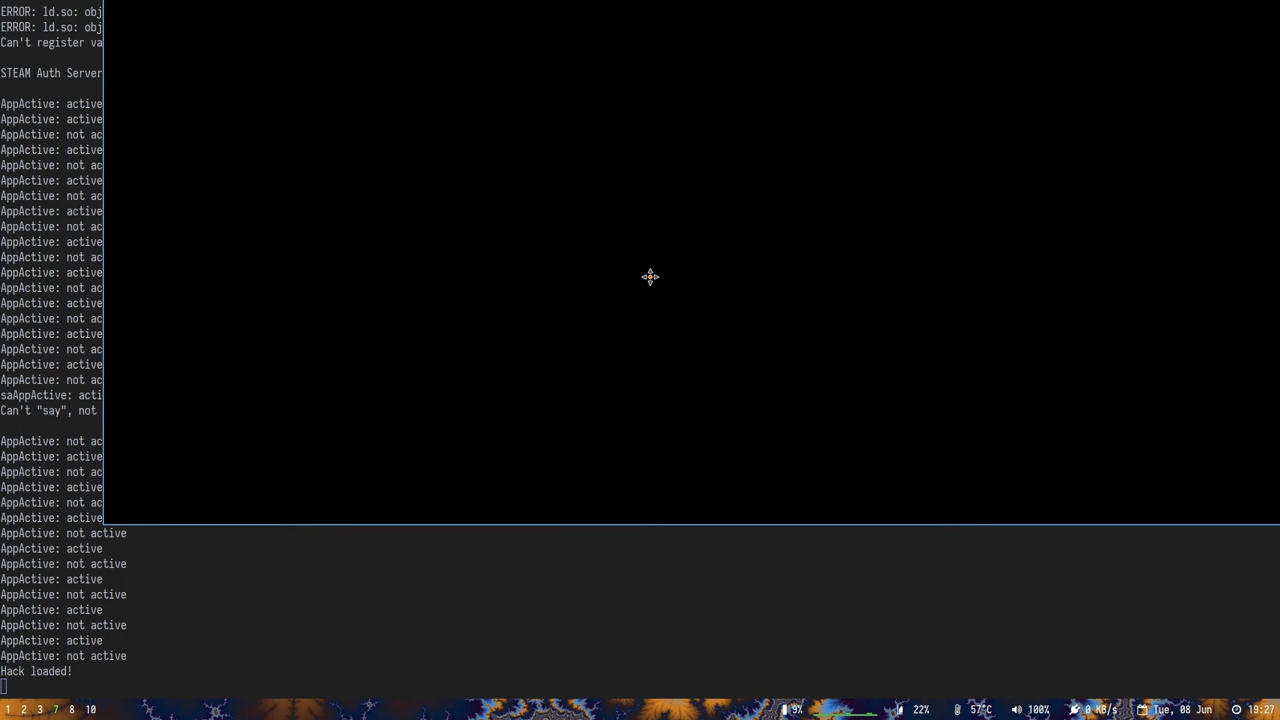 ERROR: ld.so: obj
ERROR: ld.so: obj
Can't register va
STEAM Auth Server
AppActive: active
AppActive: active
AppActive: not ac
AppActive: active
AppActive: not ac
AppActive: active
AppActive: not ac
AppActive: active
AppActive: not ac
AppActive: active
AppActive: not ac
AppActive: active
AppActive: not ac
AppActive: active
AppActive: not ac
AppActive: active
AppActive: not ac
AppActive: active
AppActive: not ac
saAppActive: acti
Can't "say", not
AppActive: not ac
AppActive: active
AppActive: not ac
AppActive: active
AppActive: not ac
AppActive: active
AppActive: not active
AppActive: active
AppActive: not active
AppActive: active
AppActive: not active
AppActive: active
AppActive: not active
AppActive: active
AppActive: not active
Hack loaded!
1 2 3 7 8 10 9% 22% 57°C 100% 0 KB/s Tue, 08 Jun 19:27